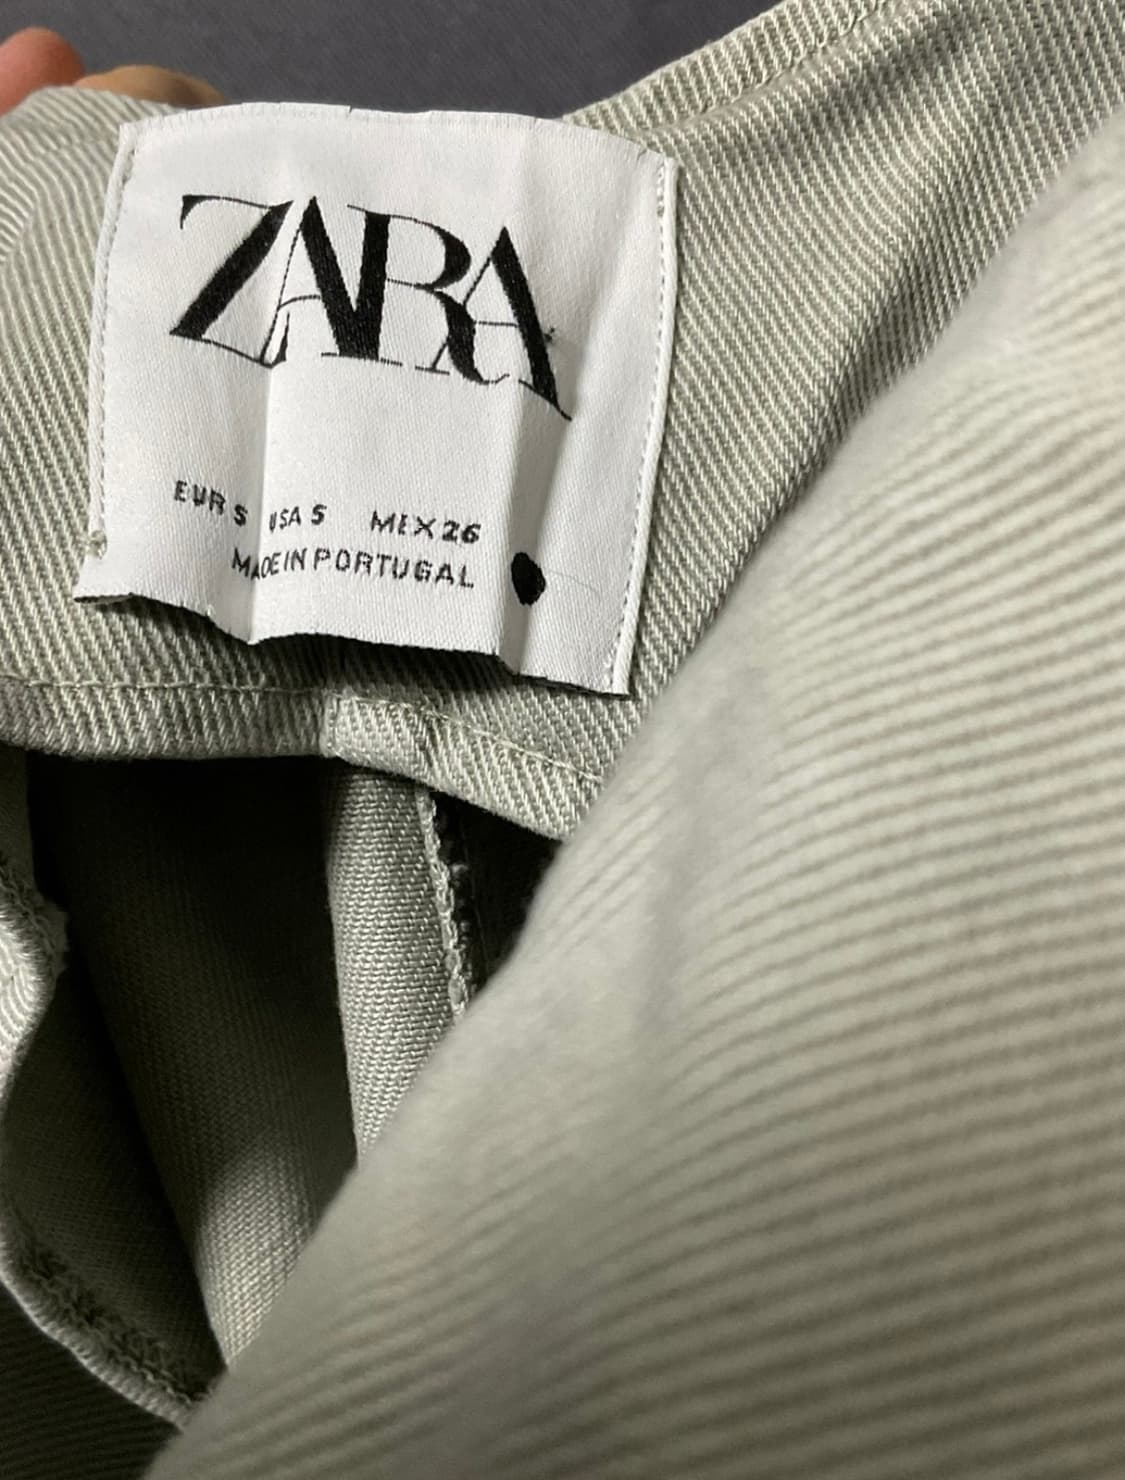 ZARA
EUR S USA S MEX 26
MADE IN PORTUGAL